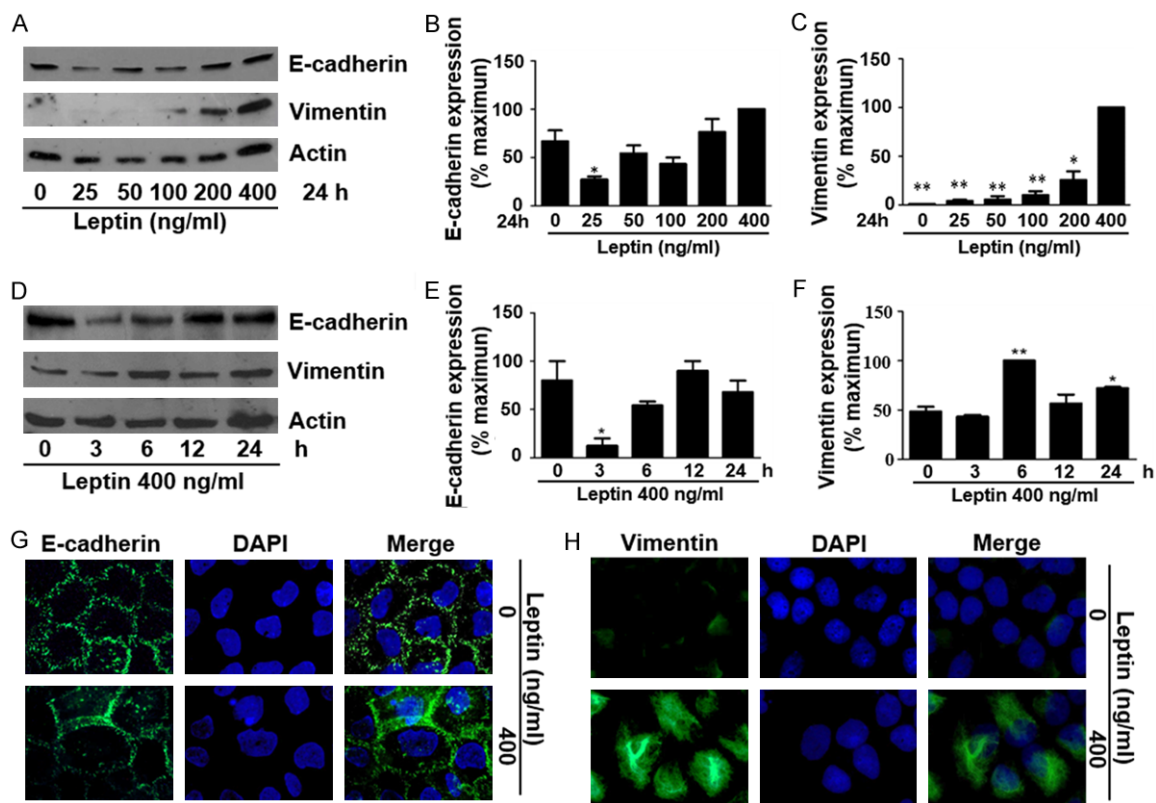 A
E-cadherin
Vimentin
Actin
0 25 50 100 200 400 24 h
Leptin (ng/ml)
B
E-cadherin expression
(% maximun)
150
100
50
0
24h 0 25 50 100 200 400
Leptin (ng/ml)
*
C
Vimentin expression
(% maximun)
150
100
50
0
** ** ** ** *
24h 0 25 50 100 200 400
Leptin (ng/ml)
D
E-cadherin
Vimentin
Actin
0 3 6 12 24 h
Leptin 400 ng/ml
E
E-cadherin expression
(% maximun)
150
100
50
0
*
0 3 6 12 24 h
Leptin 400 ng/ml
F
Vimentin expression
(% maximun)
150
100
50
0
** *
0 3 6 12 24 h
Leptin 400 ng/ml
G
E-cadherin DAPI Merge
0
400
Leptin (ng/ml)
H
Vimentin DAPI Merge
0
400
Leptin (ng/ml)